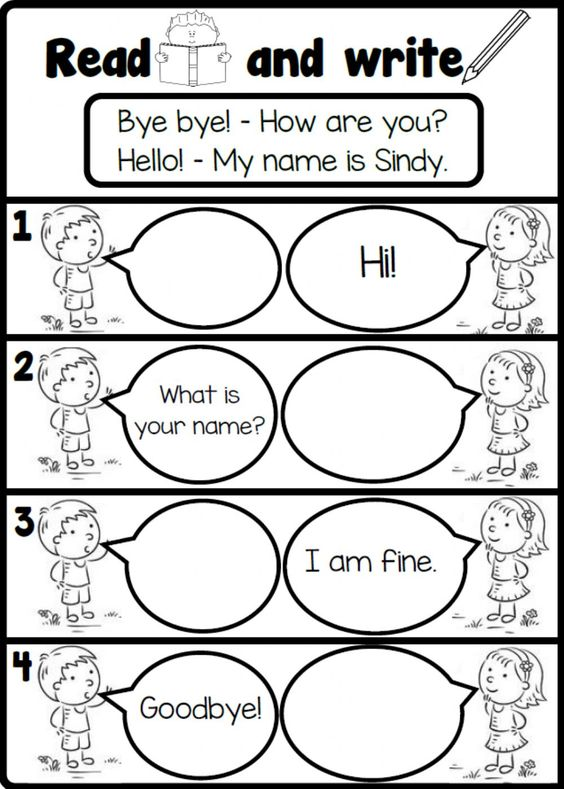 Read and write
Bye bye! - How are you?
Hello! - My name is Sindy.
1
Hi!
2
What is
your name?
3
I am fine.
4
Goodbye!